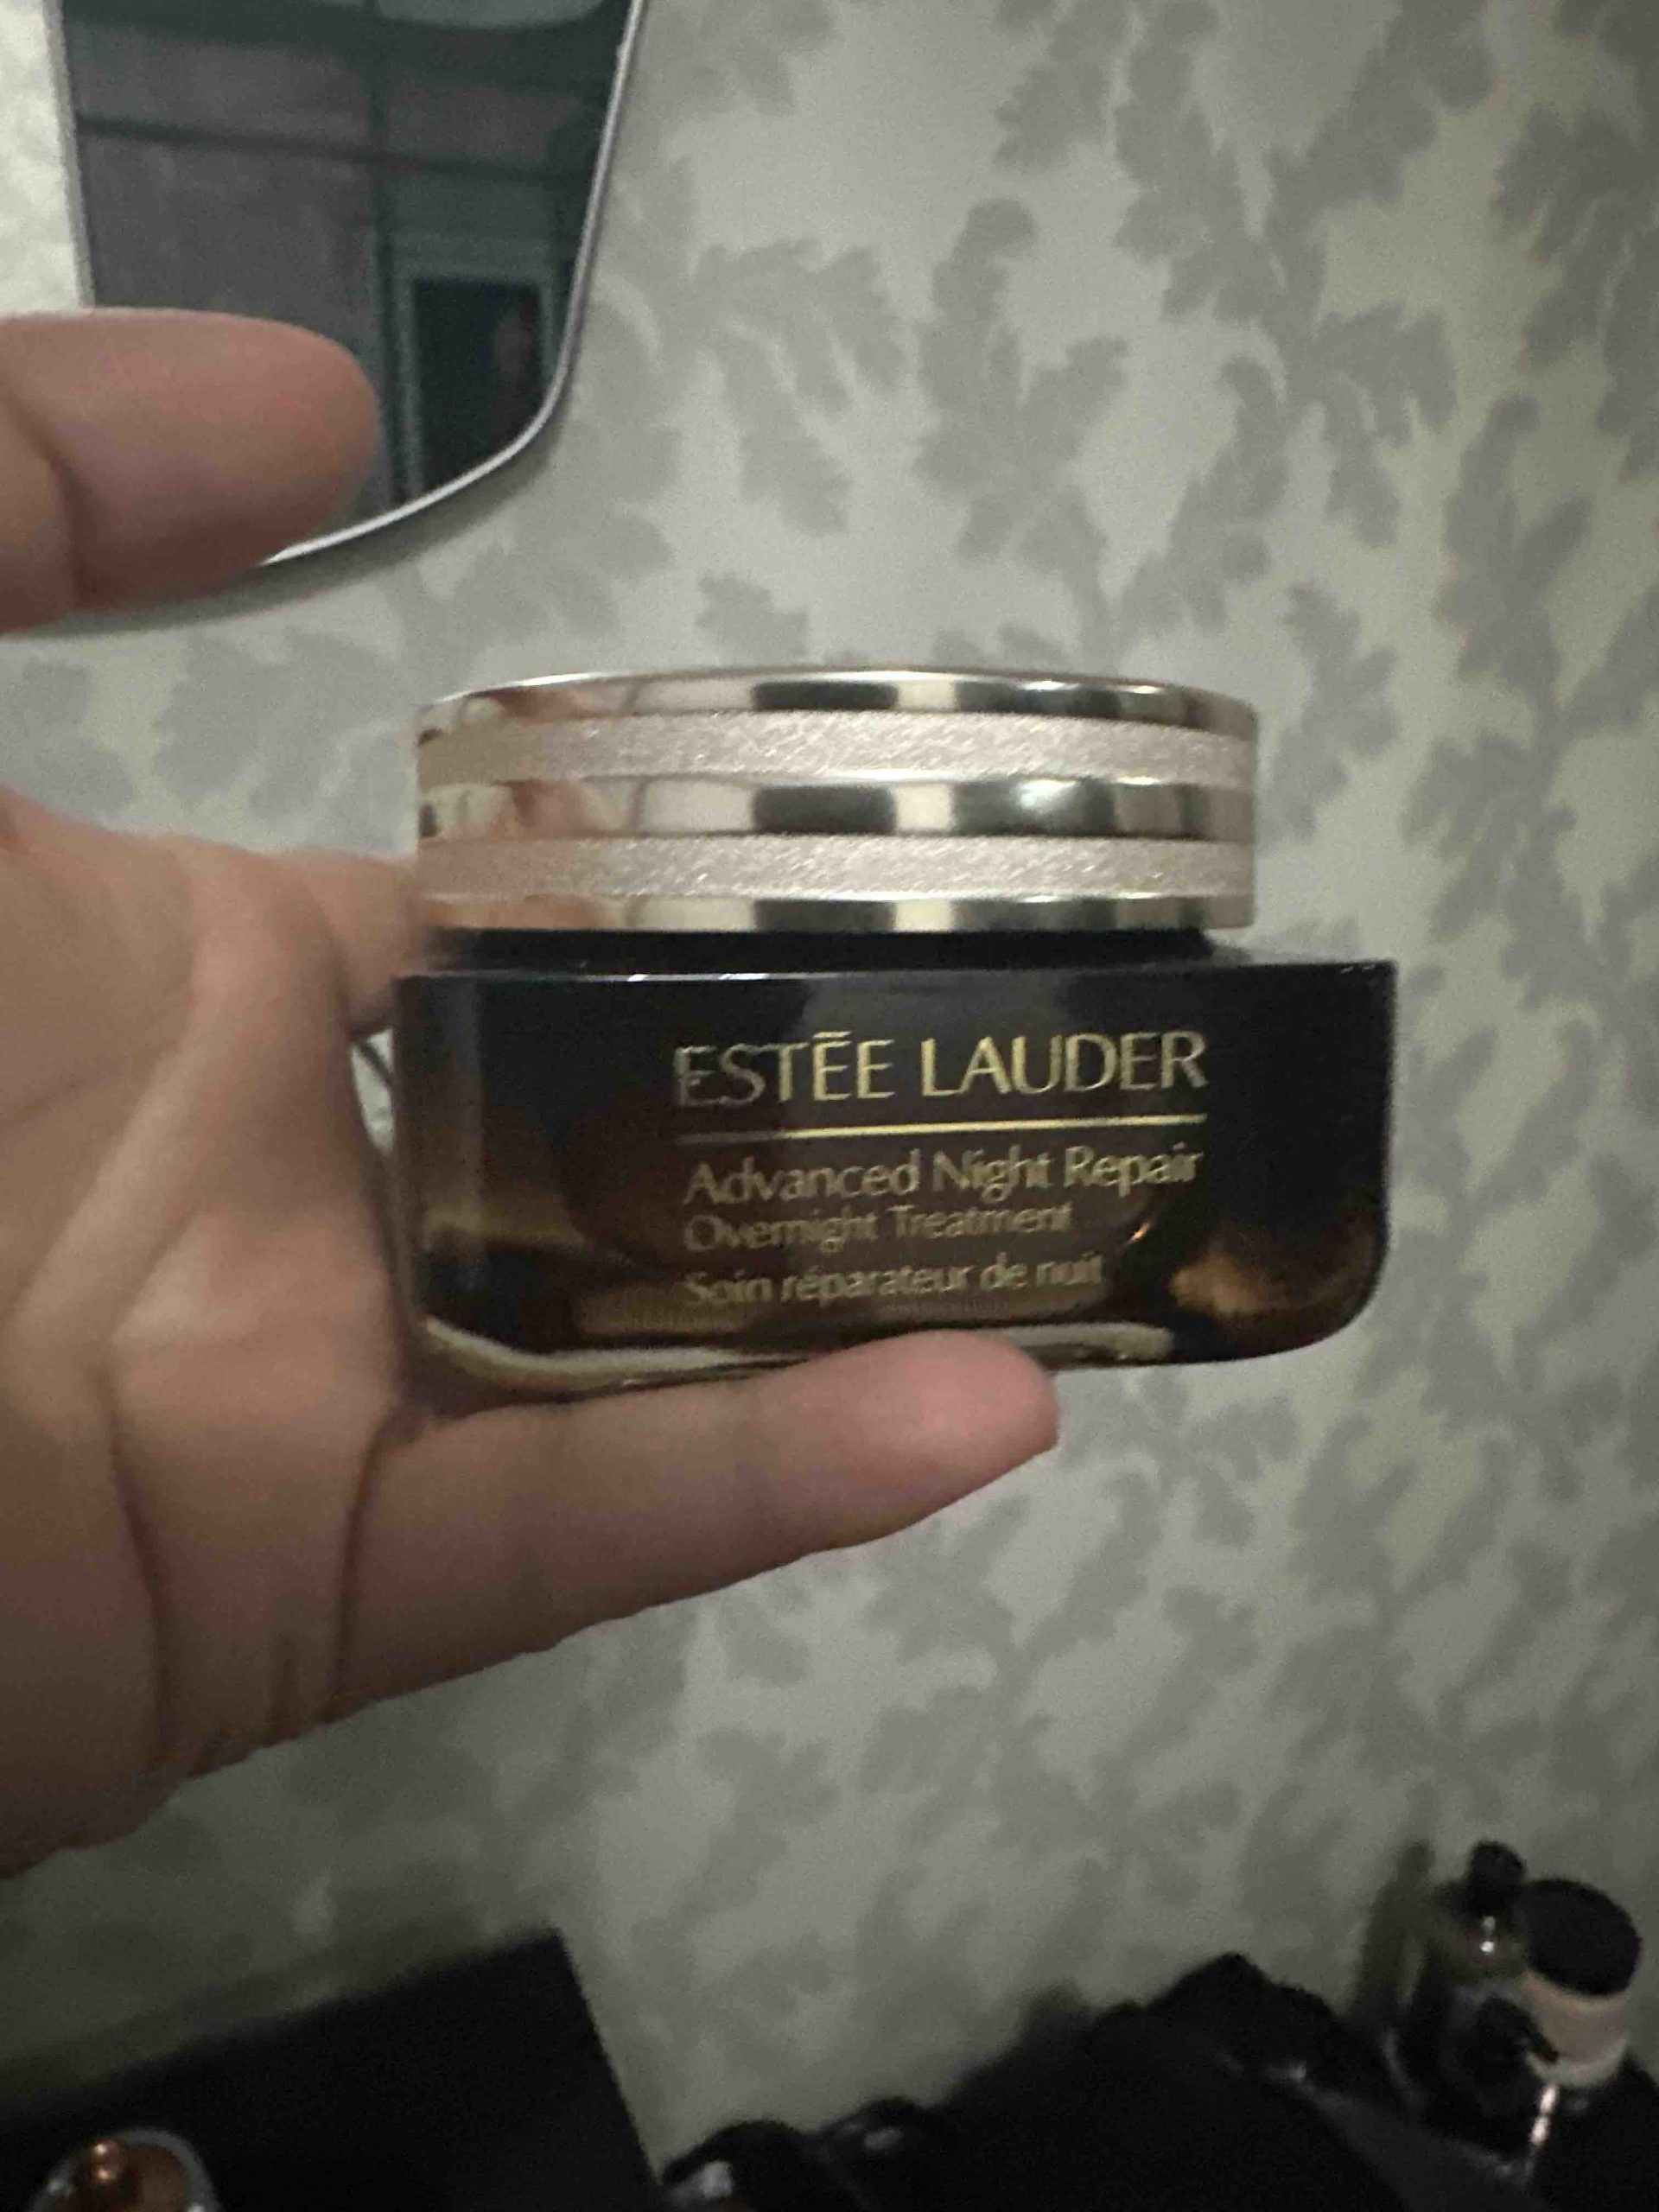 ESTĒE LAUDER
Advanced Night Repair
Overnight Treatment
Soin réparateur de nuit